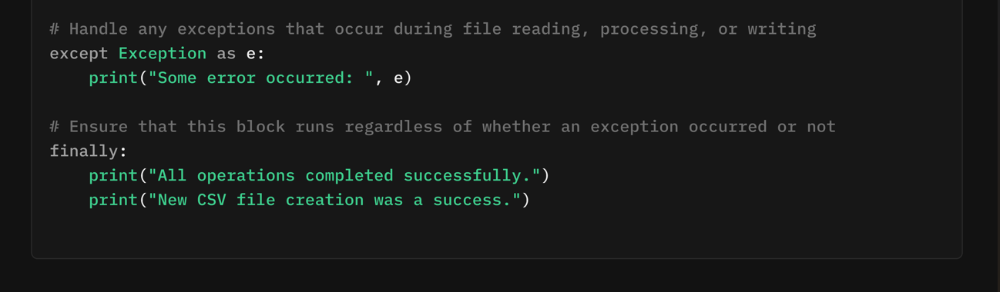 # Handle any exceptions that occur during file reading, processing, or writing
except Exception as e:
    print("Some error occurred: ", e)

# Ensure that this block runs regardless of whether an exception occurred or not
finally:
    print("All operations completed successfully.")
    print("New CSV file creation was a success.")